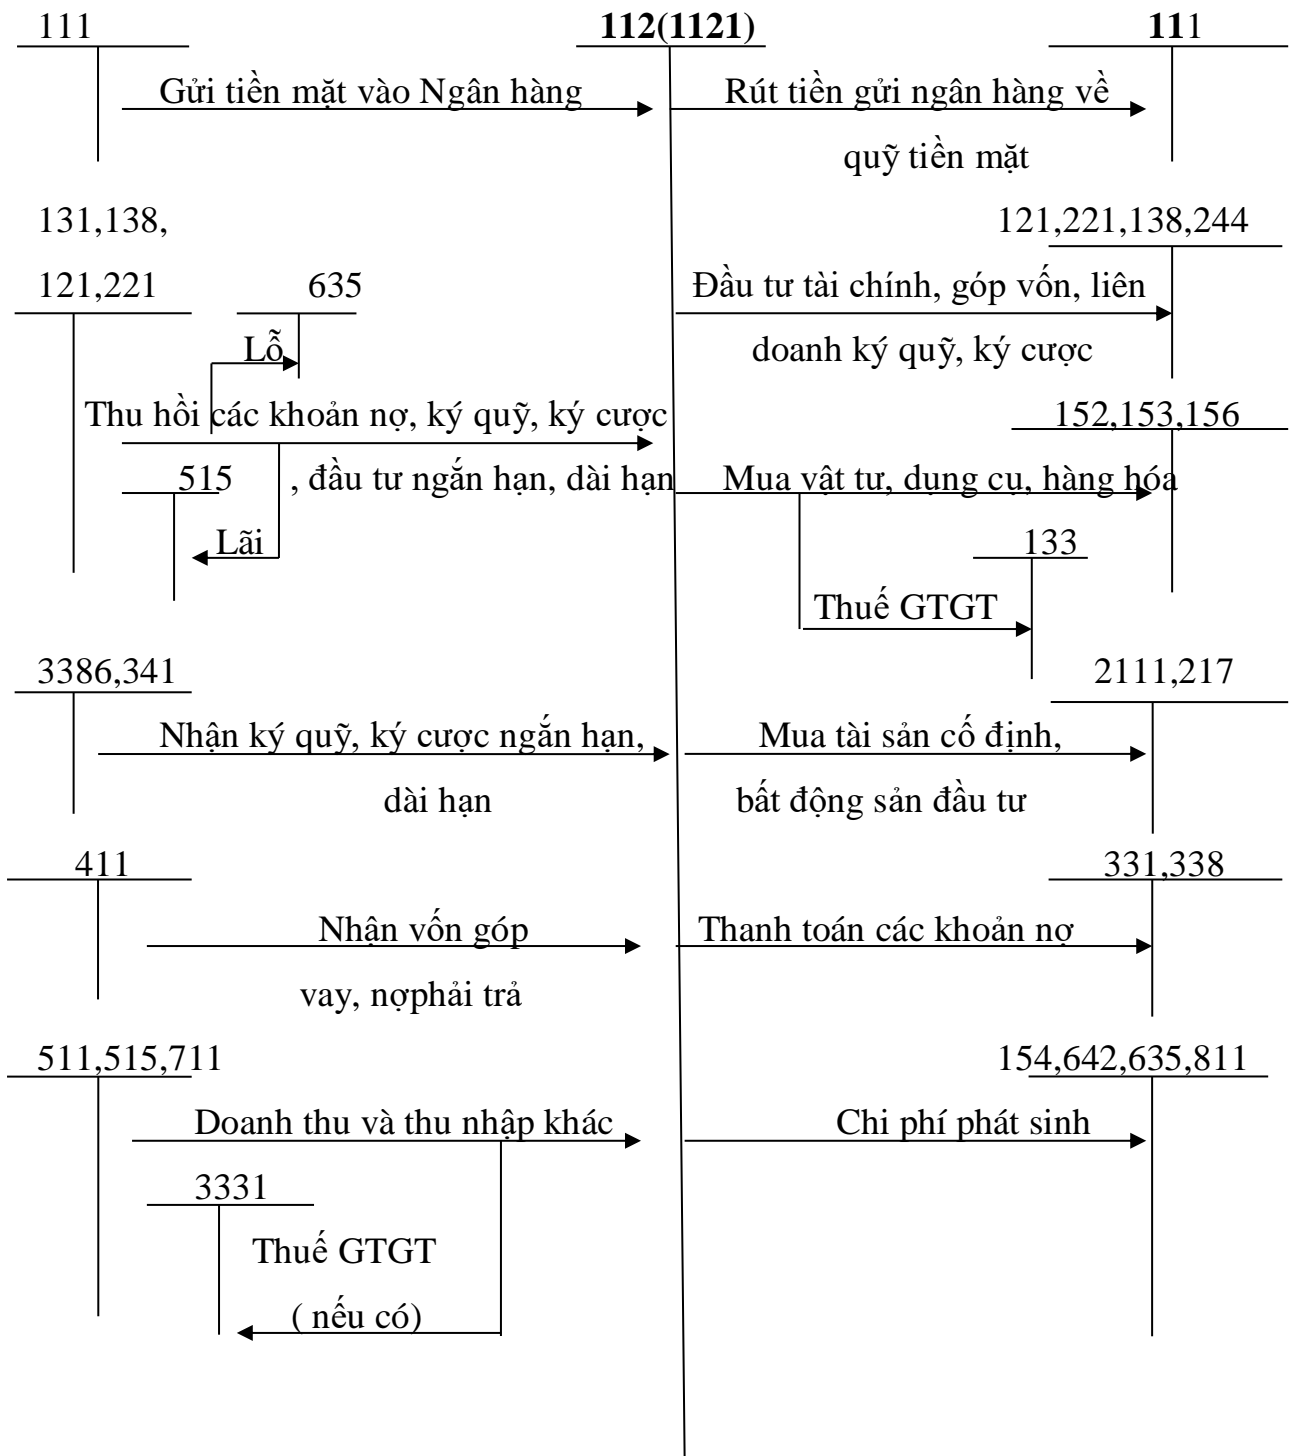 111
112(1121)
111
Gửi tiền mặt vào Ngân hàng
Rút tiền gửi ngân hàng về
quỹ tiền mặt
131,138,
121,221,138,244
121,221
635
Đầu tư tài chính, góp vốn, liên
Lỗ
doanh ký quỹ, ký cược
Thu hồi các khoản nợ, ký quỹ, ký cược
152,153,156
515
, đầu tư ngắn hạn, dài hạn
Mua vật tư, dụng cụ, hàng hóa
Lãi
133
Thuế GTGT
3386,341
2111,217
Nhận ký quỹ, ký cược ngắn hạn,
Mua tài sản cố định,
dài hạn
bất động sản đầu tư
411
331,338
Nhận vốn góp
Thanh toán các khoản nợ
vay, nợphải trả
511,515,711
154,642,635,811
Doanh thu và thu nhập khác
Chi phí phát sinh
3331
Thuế GTGT
( nếu có)